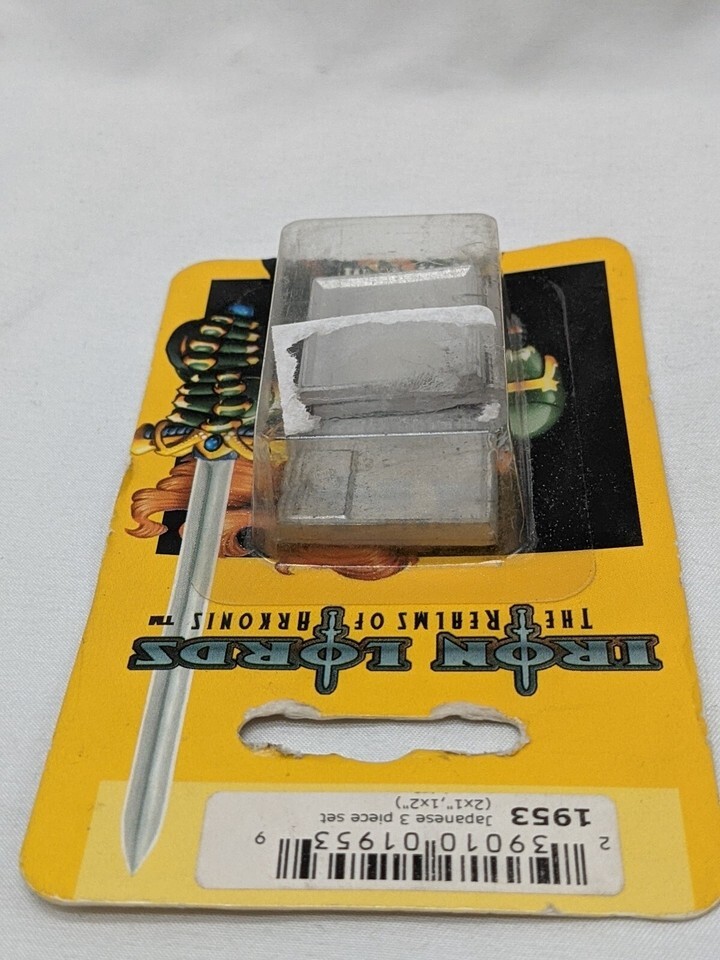 IRON LORDS
THE REALMS OF ARKONIS ™
1953 Japanese 3 piece set
(2x1",1x2")
2 39010 01953 9